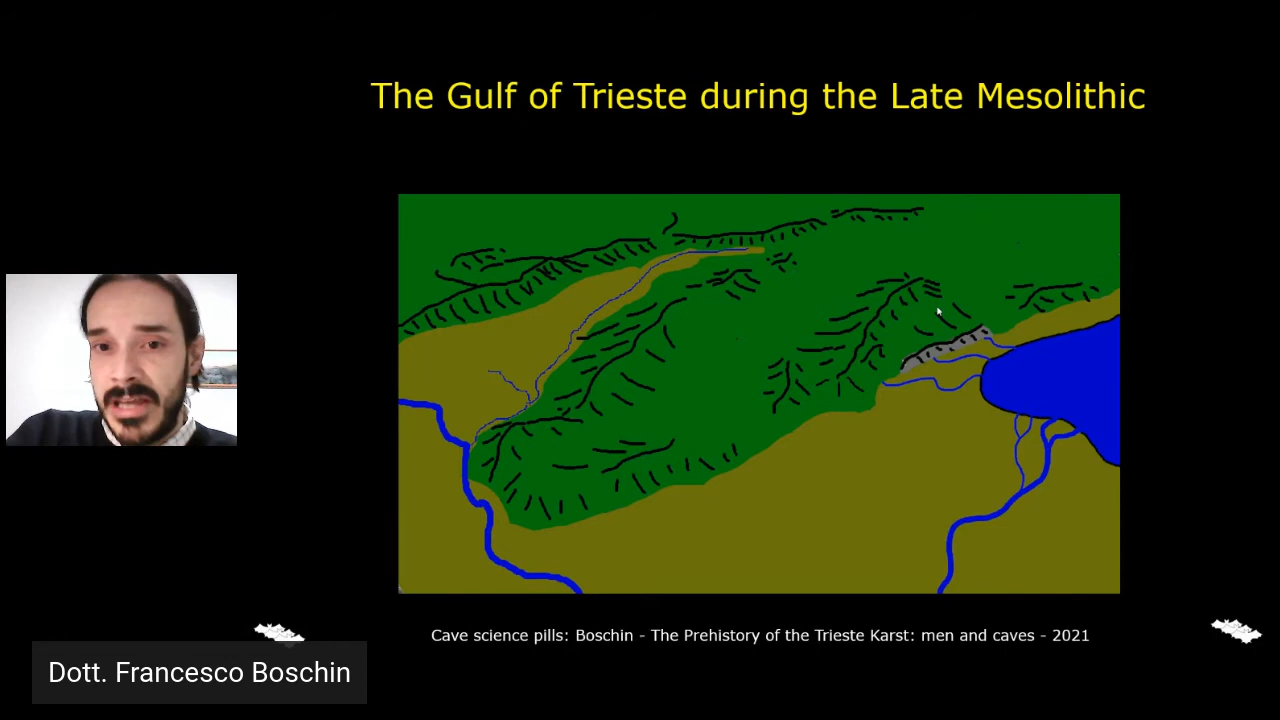 The Gulf of Trieste during the Late Mesolithic
Cave science pills: Boschin - The Prehistory of the Trieste Karst: men and caves - 2021
Dott. Francesco Boschin